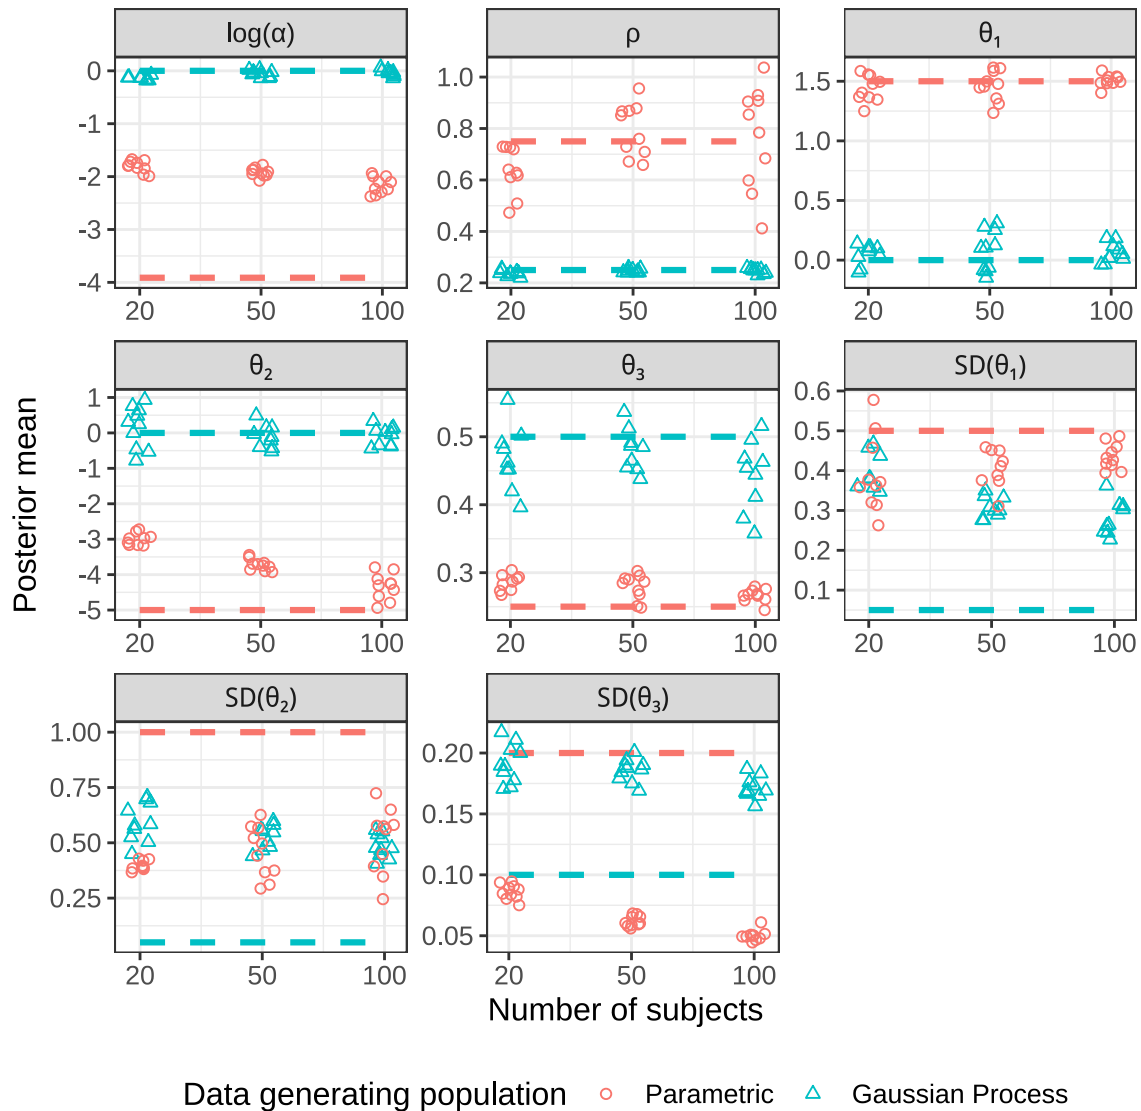 log(α) ρ θ₁
0 1.0 1.5
-1 0.8 1.0
-2 0.6 0.5
-3 0.4 0.0
-4 0.2
20 50 100 20 50 100 20 50 100
θ₂ θ₃ SD(θ₁)
1 0.5 0.6
0 0.4 0.5
-1 0.3 0.4
-2 0.3
-3 0.2
-4 0.1
-5
20 50 100 20 50 100 20 50 100
SD(θ₂) SD(θ₃)
1.00 0.20
0.75 0.15
0.50 0.10
0.25 0.05
20 50 100 20 50 100
Posterior mean
Number of subjects
Data generating population Parametric Gaussian Process